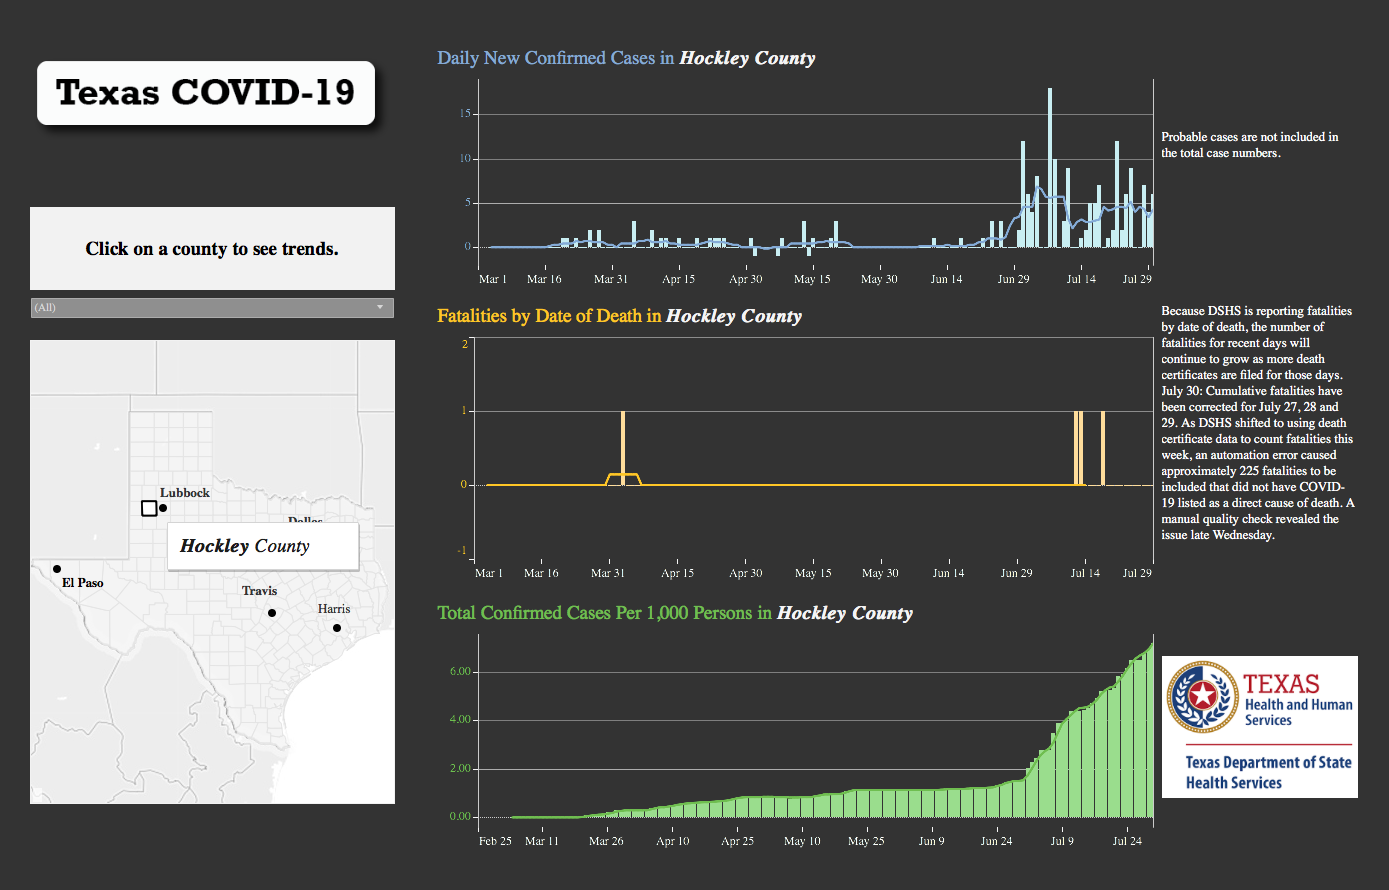 Texas COVID-19
Click on a county to see trends.
(All)
Lubbock
Dallas
Hockley County
El Paso
Travis
Harris
Daily New Confirmed Cases in Hockley County
15
10
5
0
Mar 1 Mar 16 Mar 31 Apr 15 Apr 30 May 15 May 30 Jun 14 Jun 29 Jul 14 Jul 29
Probable cases are not included in
the total case numbers.
Fatalities by Date of Death in Hockley County
2
1
0
-1
Mar 1 Mar 16 Mar 31 Apr 15 Apr 30 May 15 May 30 Jun 14 Jun 29 Jul 14 Jul 29
Because DSHS is reporting fatalities
by date of death, the number of
fatalities for recent days will
continue to grow as more death
certificates are filed for those days.
July 30: Cumulative fatalities have
been corrected for July 27, 28 and
29. As DSHS shifted to using death
certificate data to count fatalities this
week, an automation error caused
approximately 225 fatalities to be
included that did not have COVID-
19 listed as a direct cause of death. A
manual quality check revealed the
issue late Wednesday.
Total Confirmed Cases Per 1,000 Persons in Hockley County
6.00
4.00
2.00
0.00
Feb 25 Mar 11 Mar 26 Apr 10 Apr 25 May 10 May 25 Jun 9 Jun 24 Jul 9 Jul 24
TEXAS
Health and Human
Services
Texas Department of State
Health Services